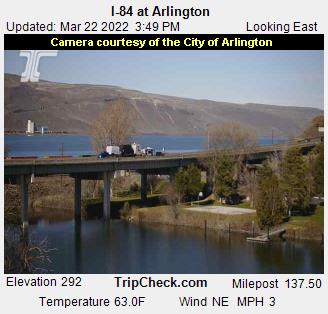 I-84 at Arlington
Updated: Mar 22 2022 3:49 PM Looking East
Camera courtesy of the City of Arlington
Elevation 292 TripCheck.com Milepost 137.50
Temperature 63.0F Wind NE MPH 3